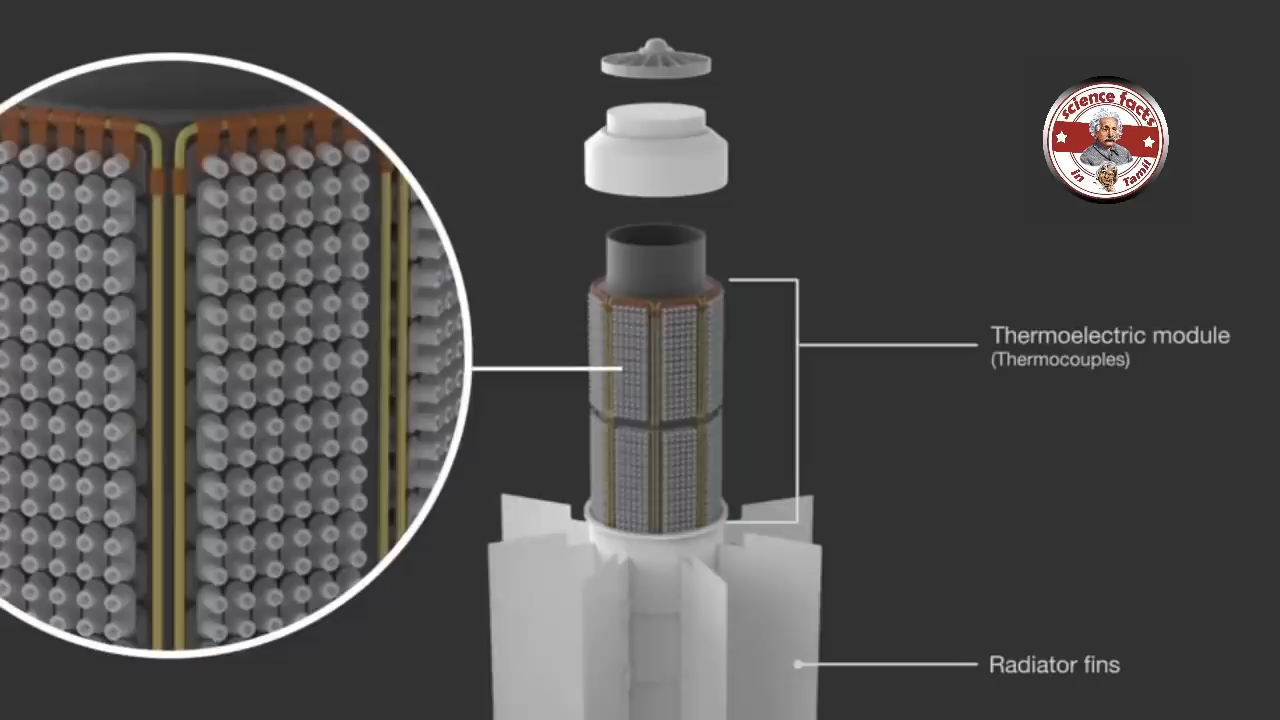 science facts
in Tamil
Thermoelectric module
(Thermocouples)
Radiator fins